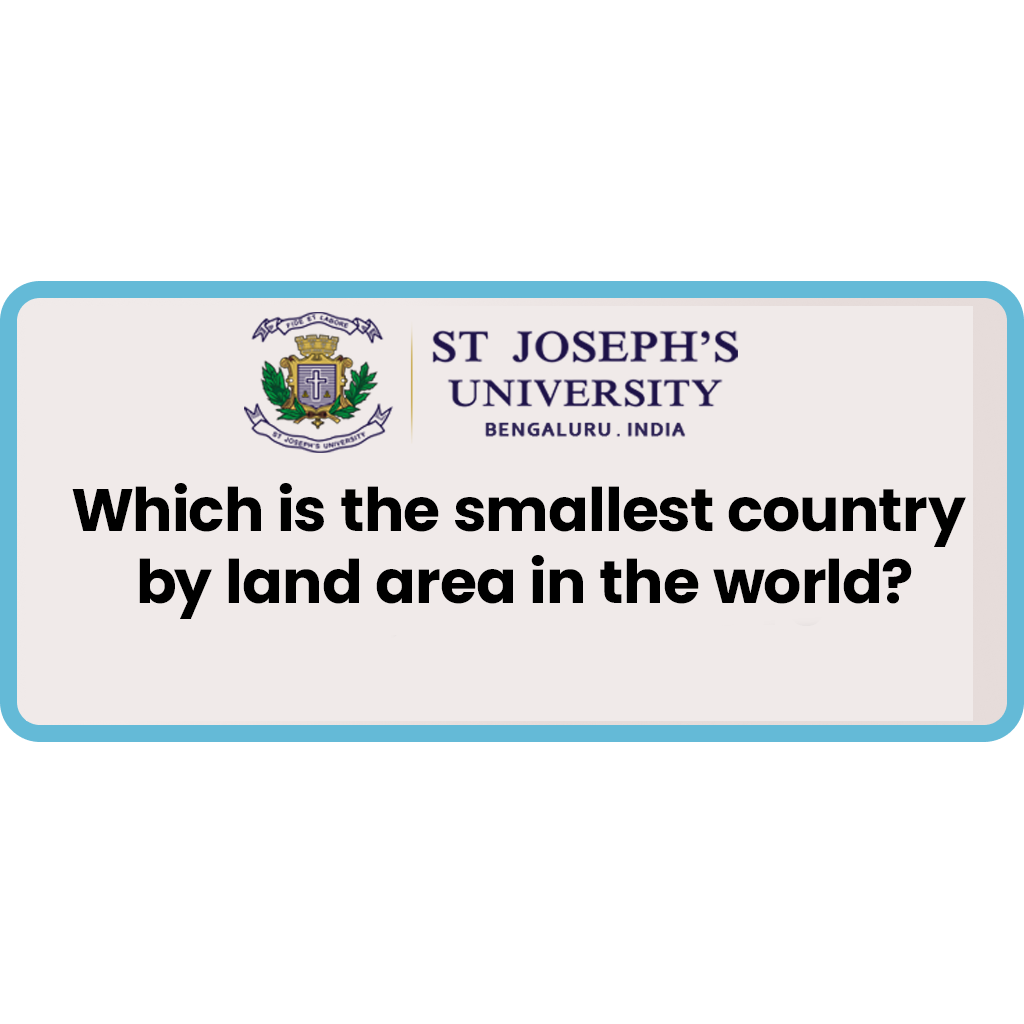 FIDE ET LABORE
ST JOSEPH'S UNIVERSITY
ST JOSEPH'S
UNIVERSITY
BENGALURU . INDIA
Which is the smallest country
by land area in the world?